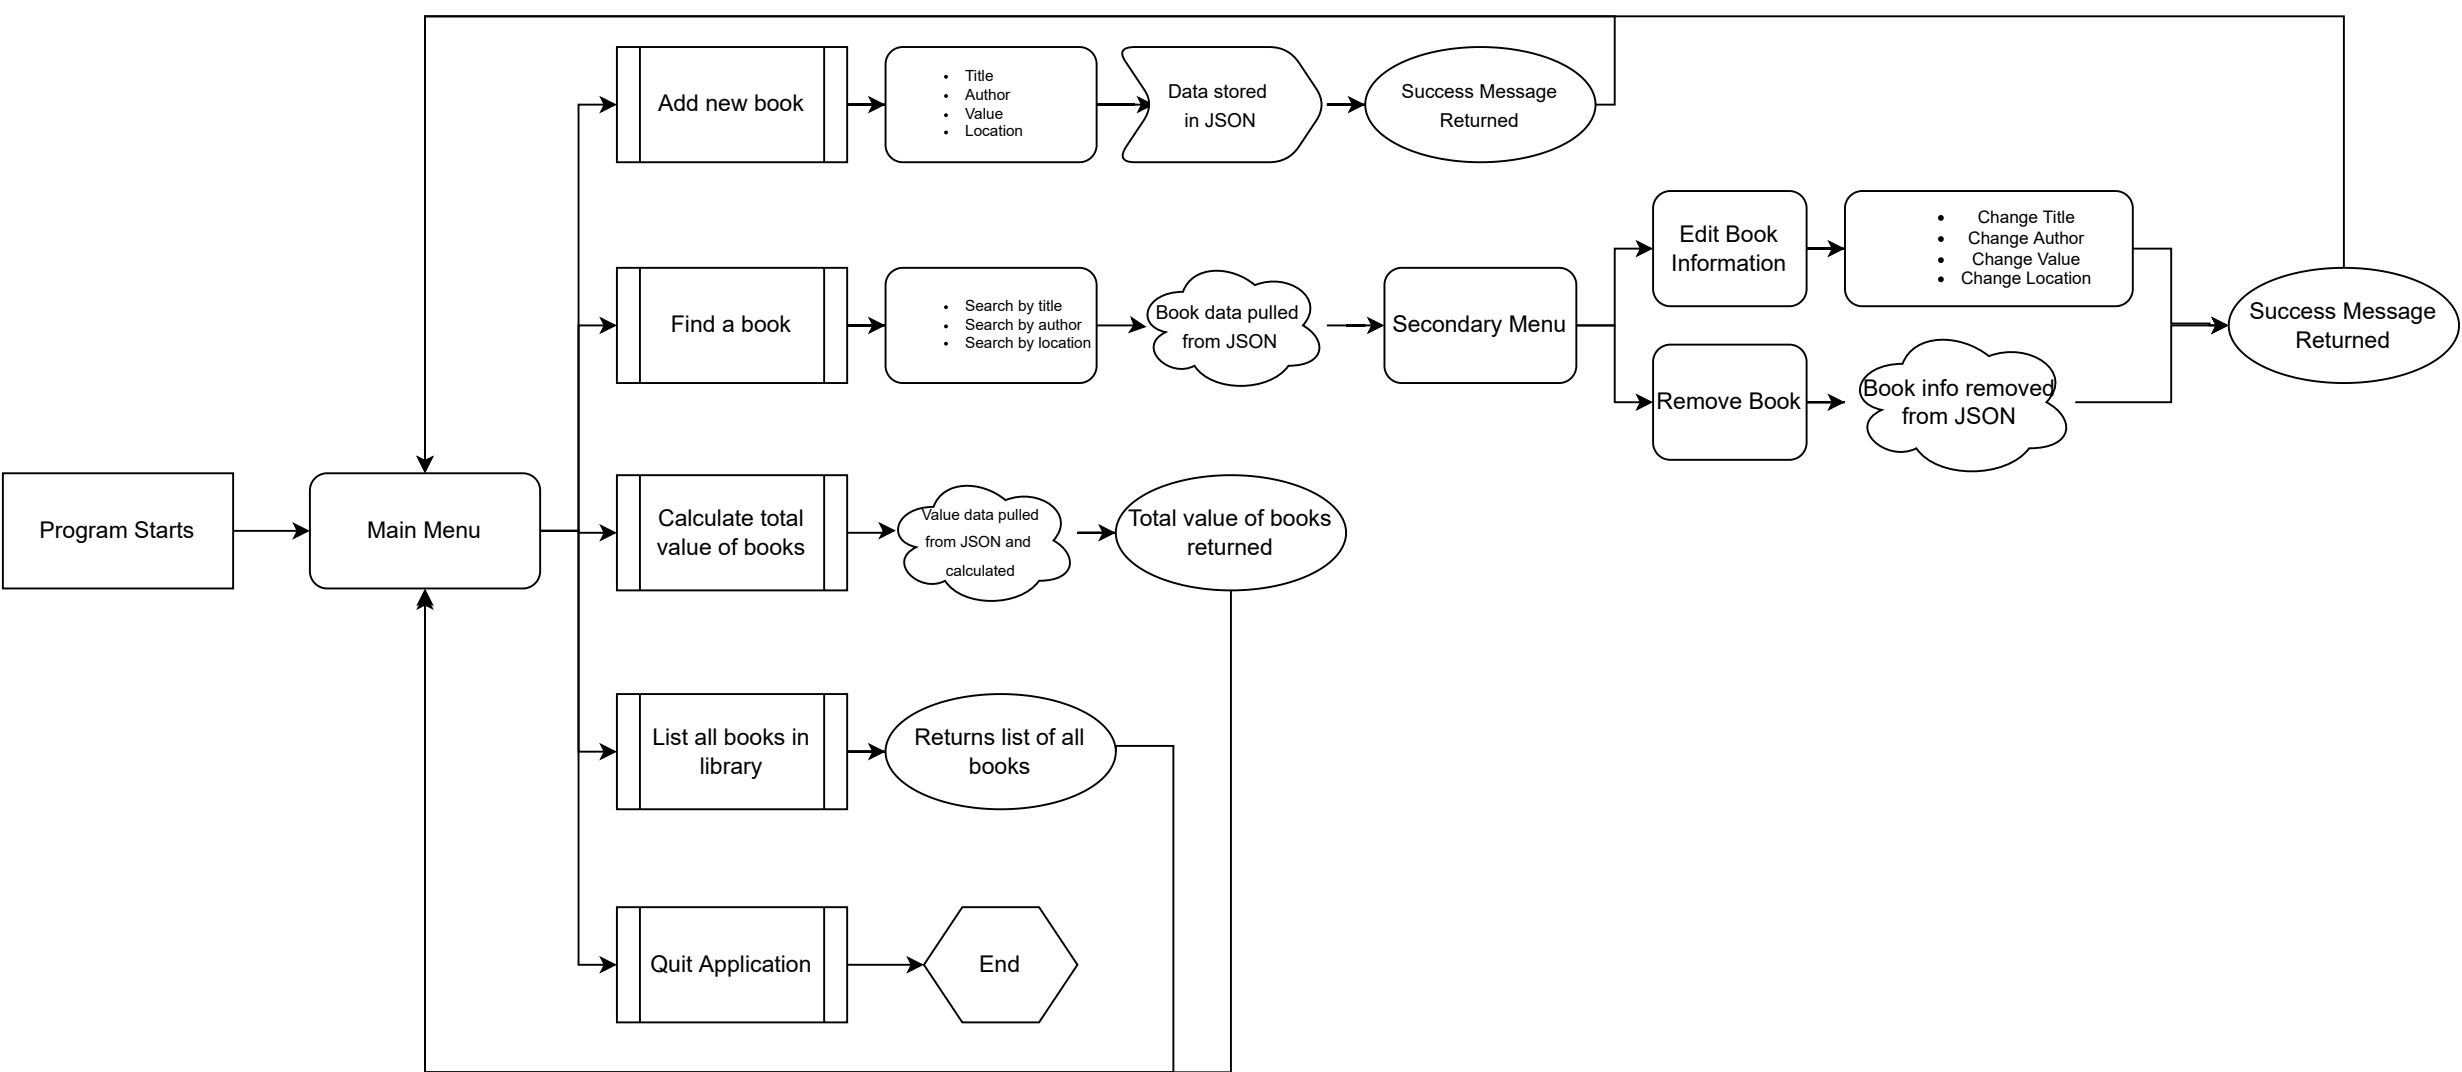 Add new book
Title
Author
Value
Location
Data stored
in JSON
Success Message
Returned
Find a book
Search by title
Search by author
Search by location
Book data pulled
from JSON
Secondary Menu
Edit Book
Information
Change Title
Change Author
Change Value
Change Location
Remove Book
Book info removed
from JSON
Success Message
Returned
Program Starts
Main Menu
Calculate total
value of books
Value data pulled
from JSON and
calculated
Total value of books
returned
List all books in
library
Returns list of all
books
Quit Application
End